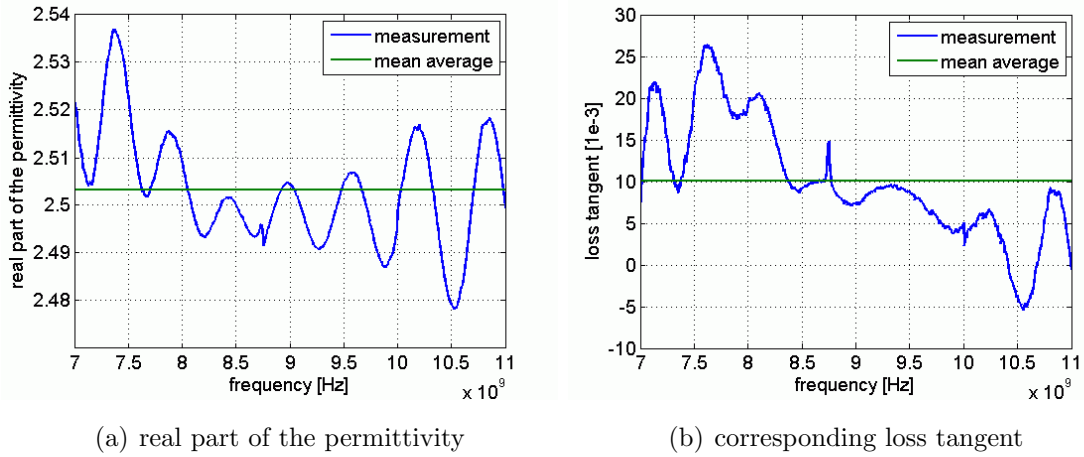 2.54
2.53
2.52
2.51
2.5
2.49
2.48
real part of the permittivity
measurement
mean average
7 7.5 8 8.5 9 9.5 10 10.5 11
frequency [Hz]
x 10^9
(a) real part of the permittivity
30
25
20
15
10
5
0
-5
-10
loss tangent [1e-3]
measurement
mean average
7 7.5 8 8.5 9 9.5 10 10.5 11
frequency [Hz]
x 10^9
(b) corresponding loss tangent